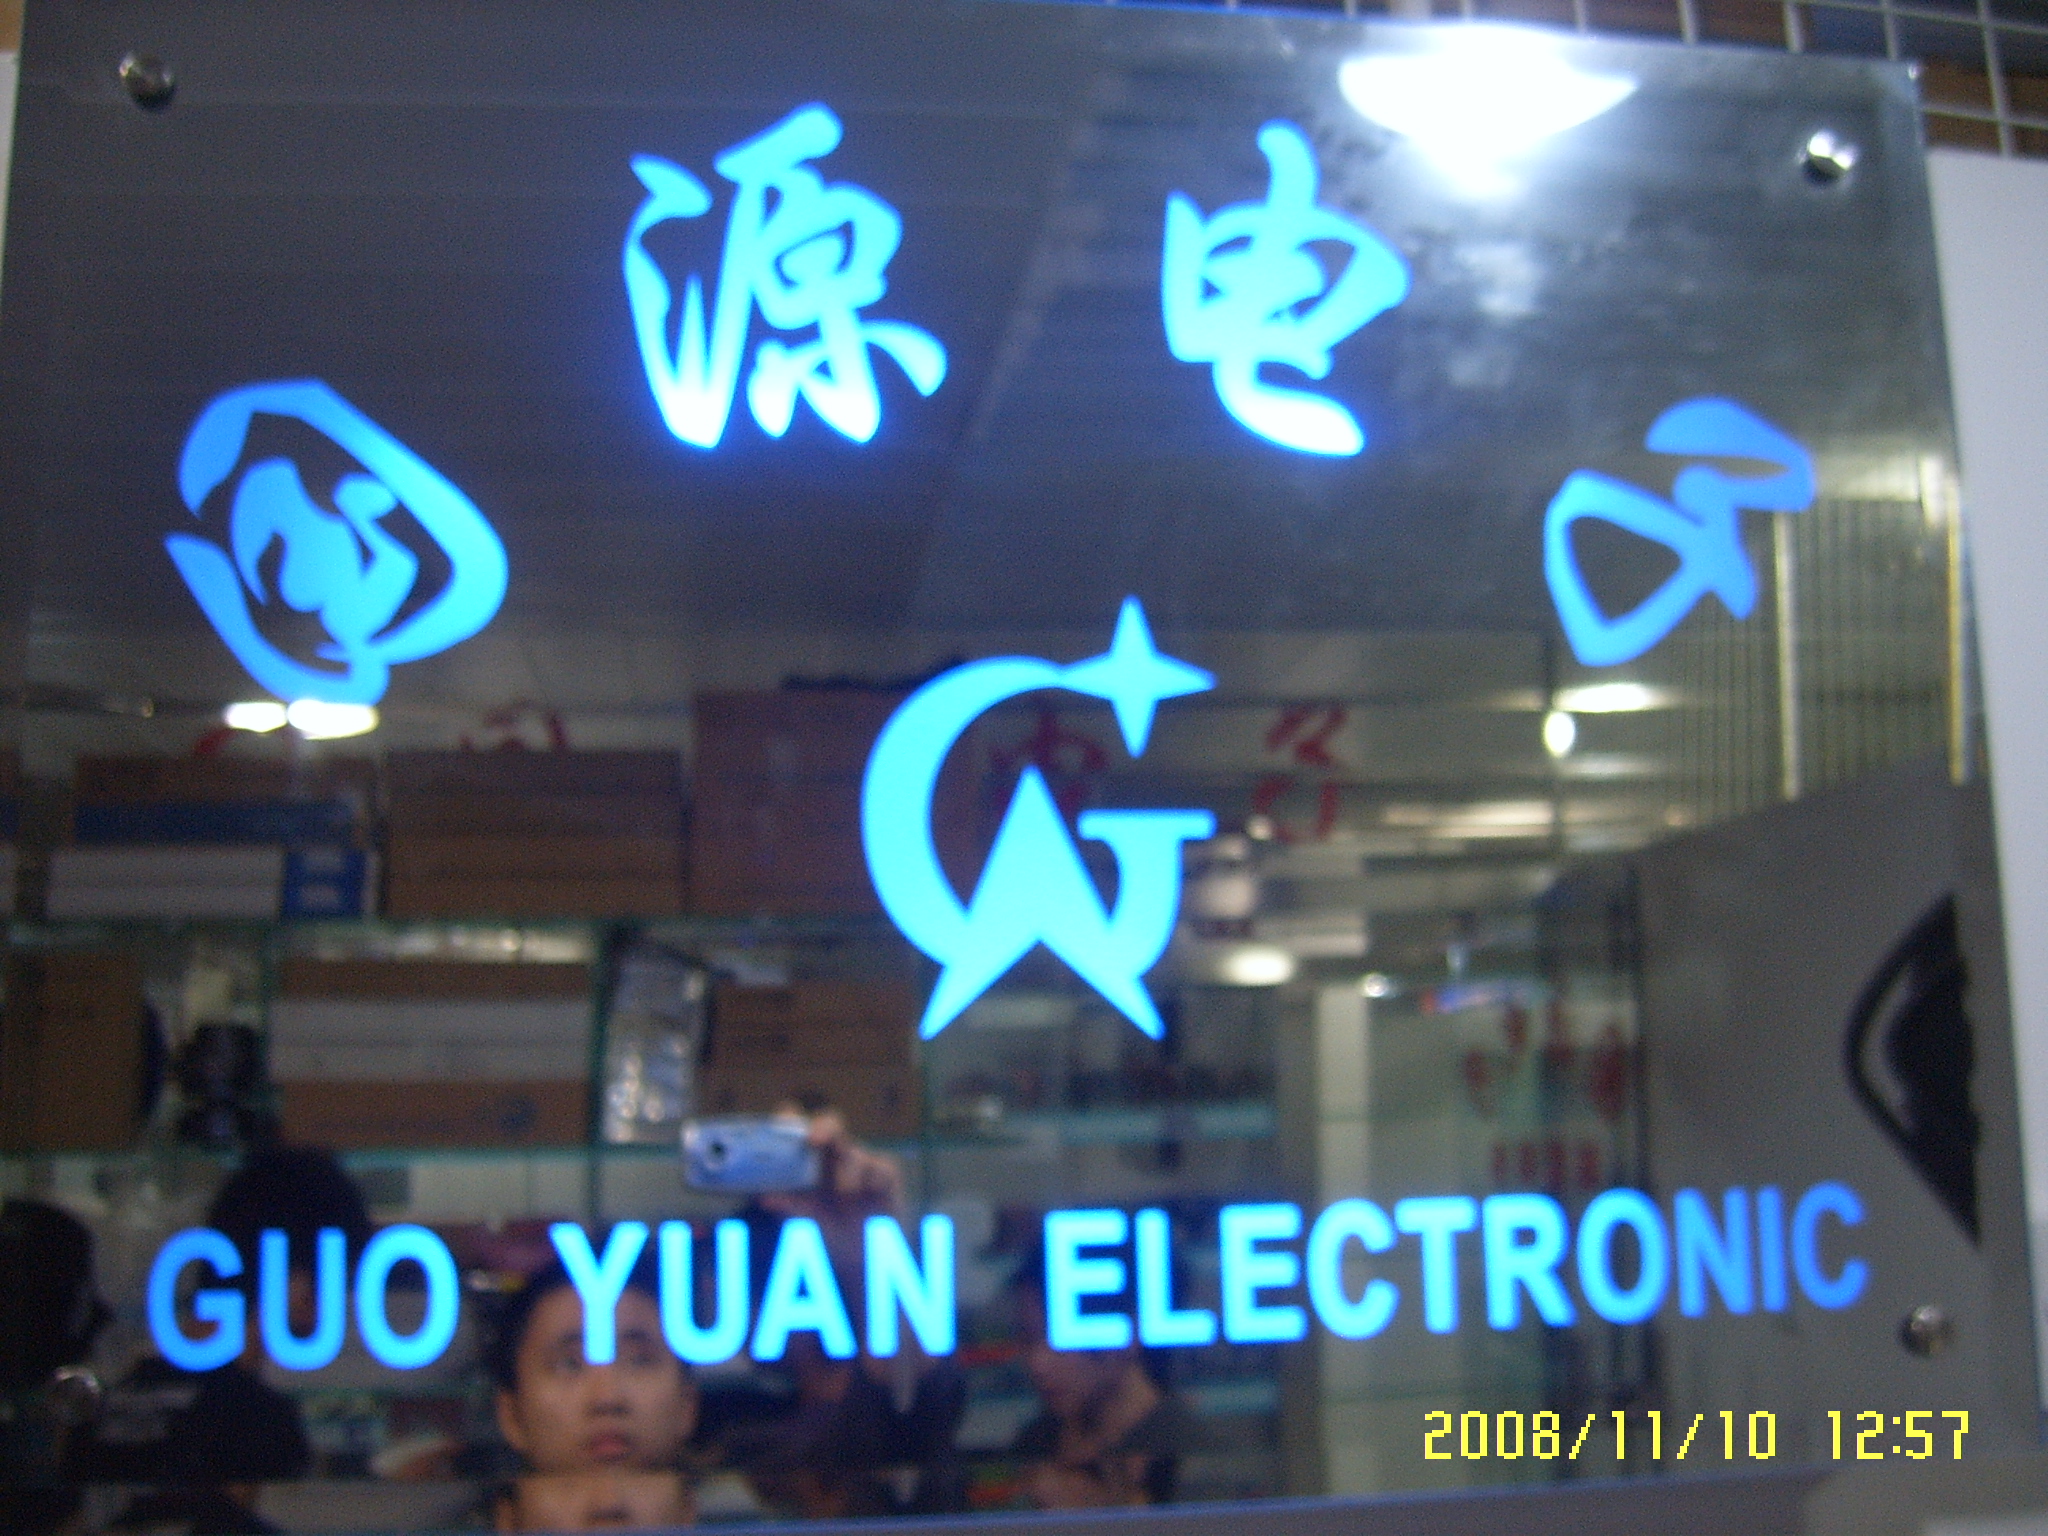 国源电子
GUO YUAN ELECTRONIC
2008/11/10 12:57